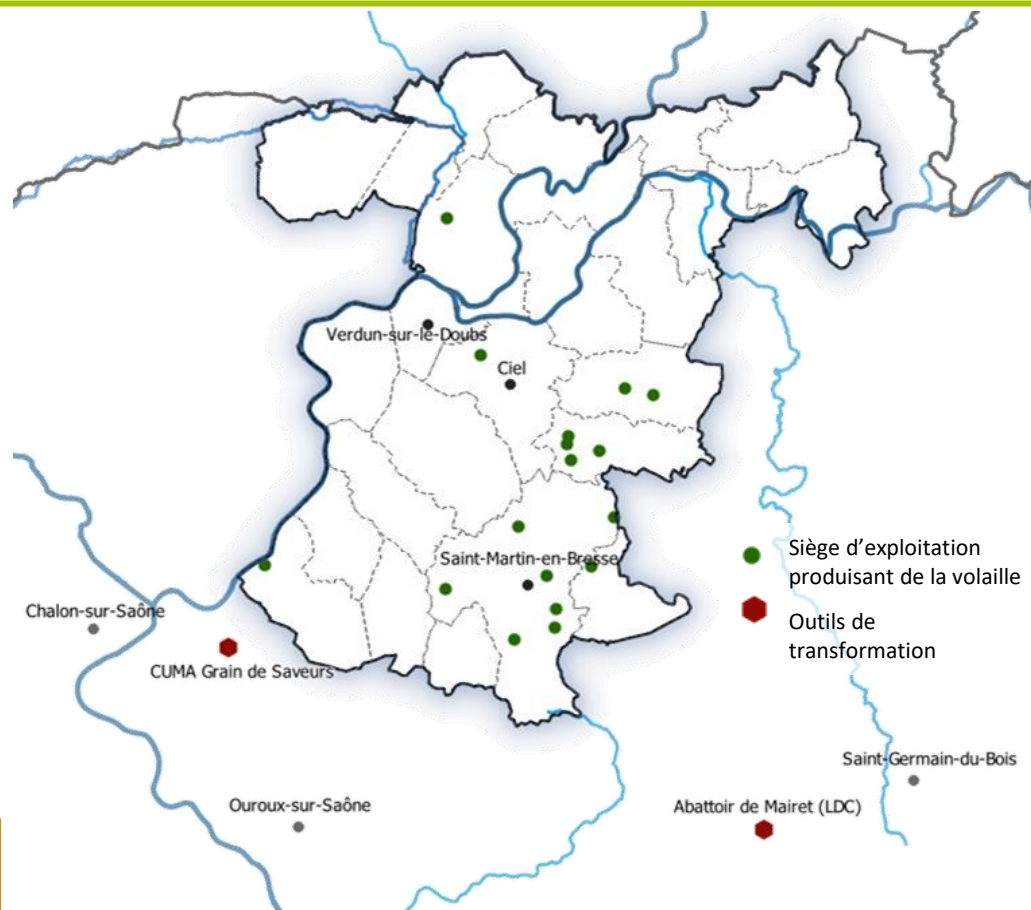 Verdun-sur-le-Doubs
Ciel
Saint-Martin-en-Bresse
Siège d'exploitation
produisant de la volaille
Outils de
transformation
Chalon-sur-Saône
CUMA Grain de Saveurs
Saint-Germain-du-Bois
Ouroux-sur-Saône
Abattoir de Mairet (LDC)